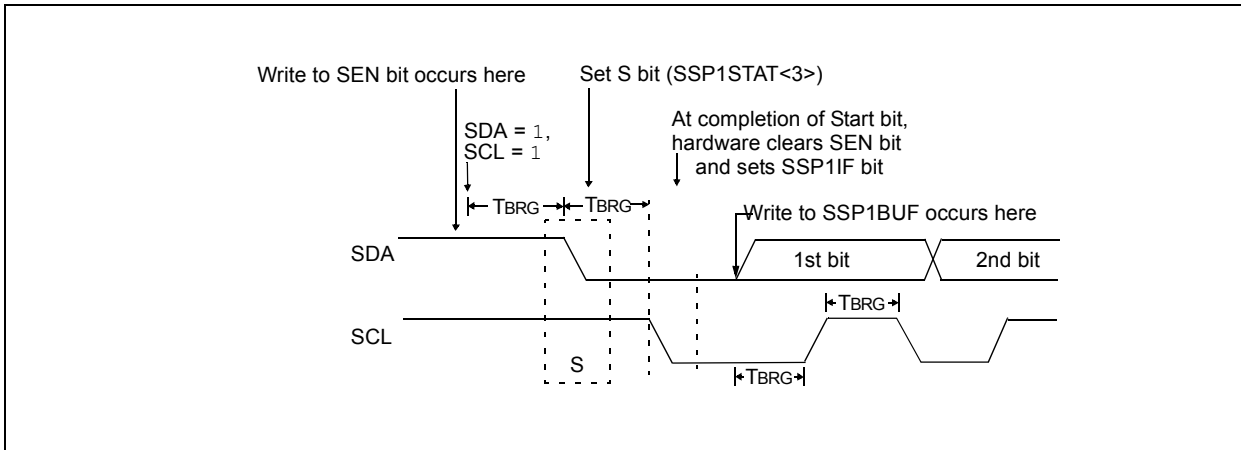 Write to SEN bit occurs here
Set S bit (SSP1STAT<3>)
SDA = 1,
SCL = 1
At completion of Start bit,
hardware clears SEN bit
and sets SSP1IF bit
TBRG
TBRG
Write to SSP1BUF occurs here
SDA
1st bit
2nd bit
TBRG
SCL
S
TBRG